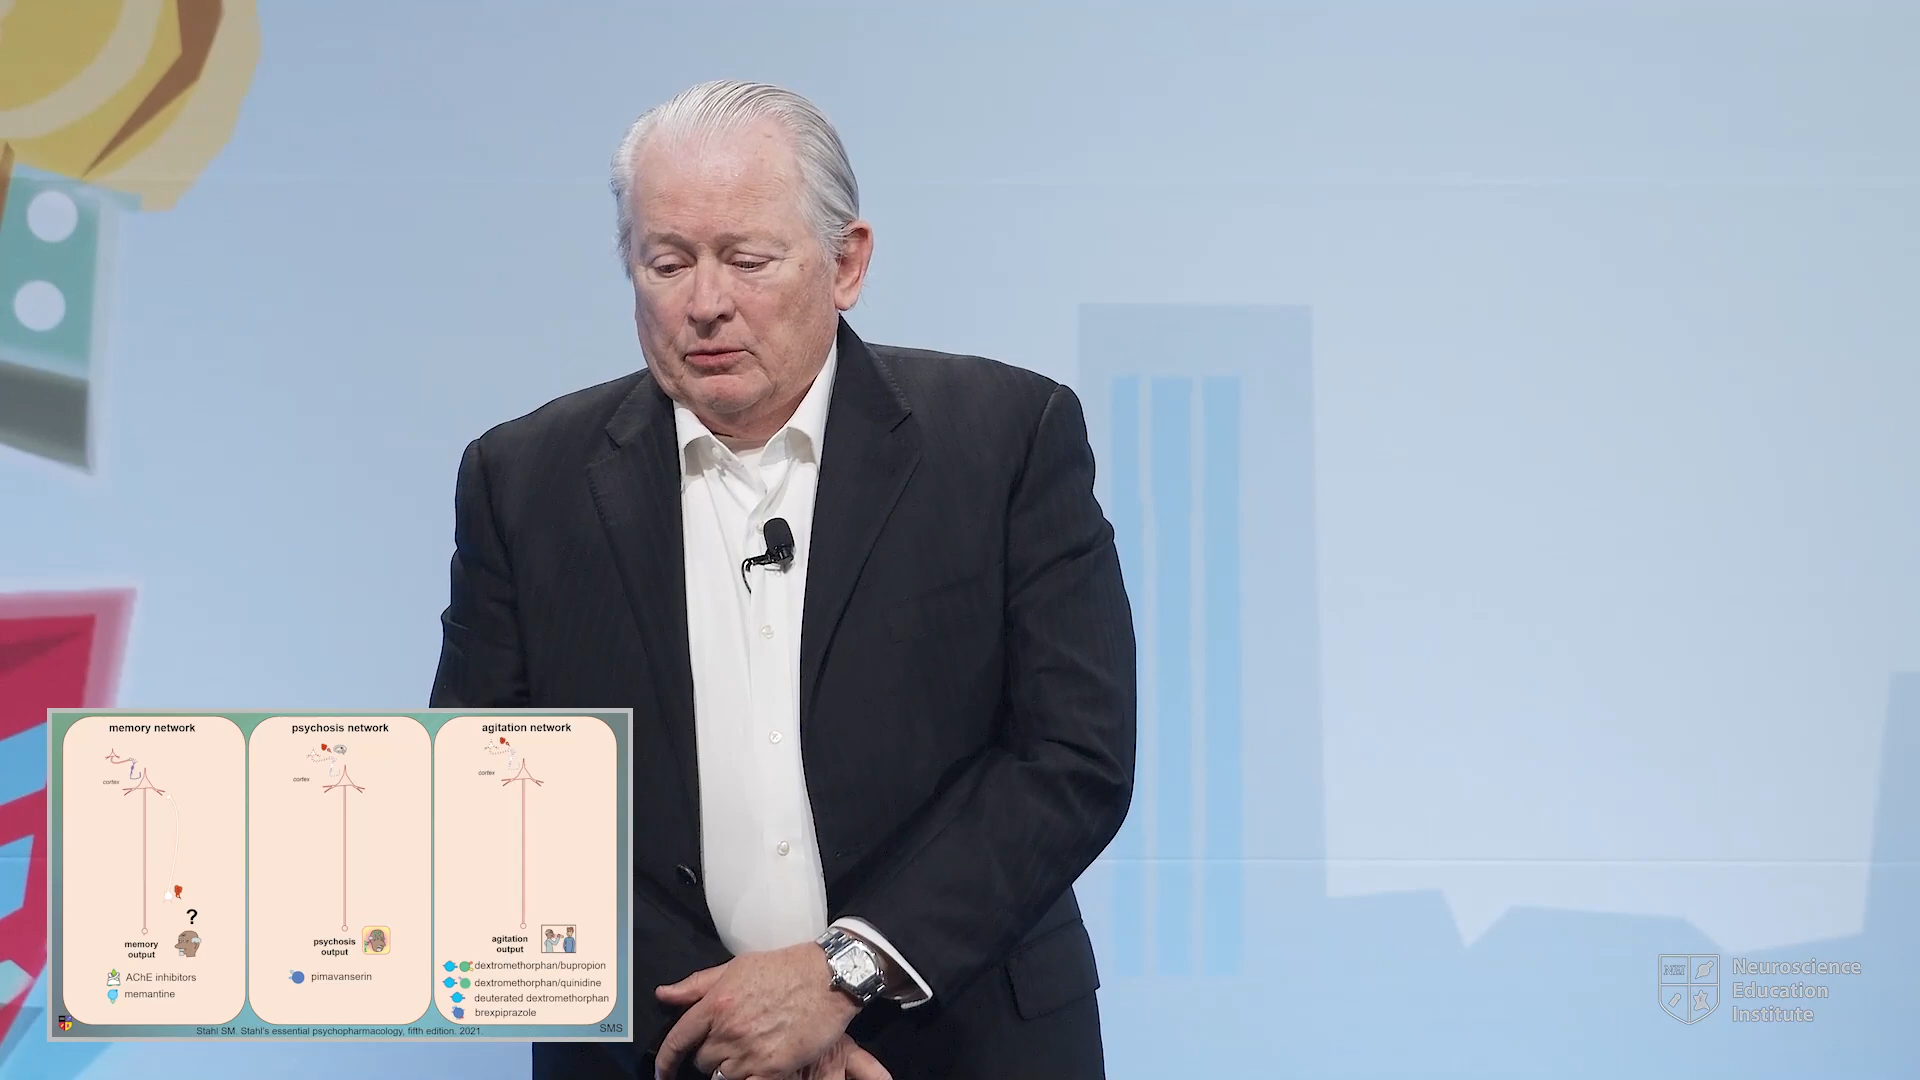 memory network
cortex
?
memory
output
AChE inhibitors
memantine
psychosis network
cortex
psychosis
output
pimavanserin
agitation network
cortex
agitation
output
dextromethorphan/bupropion
dextromethorphan/quinidine
deuterated dextromethorphan
brexpiprazole
Stahl SM. Stahl's essential psychopharmacology, fifth edition. 2021.
SMS
NEI
Neuroscience
Education
Institute